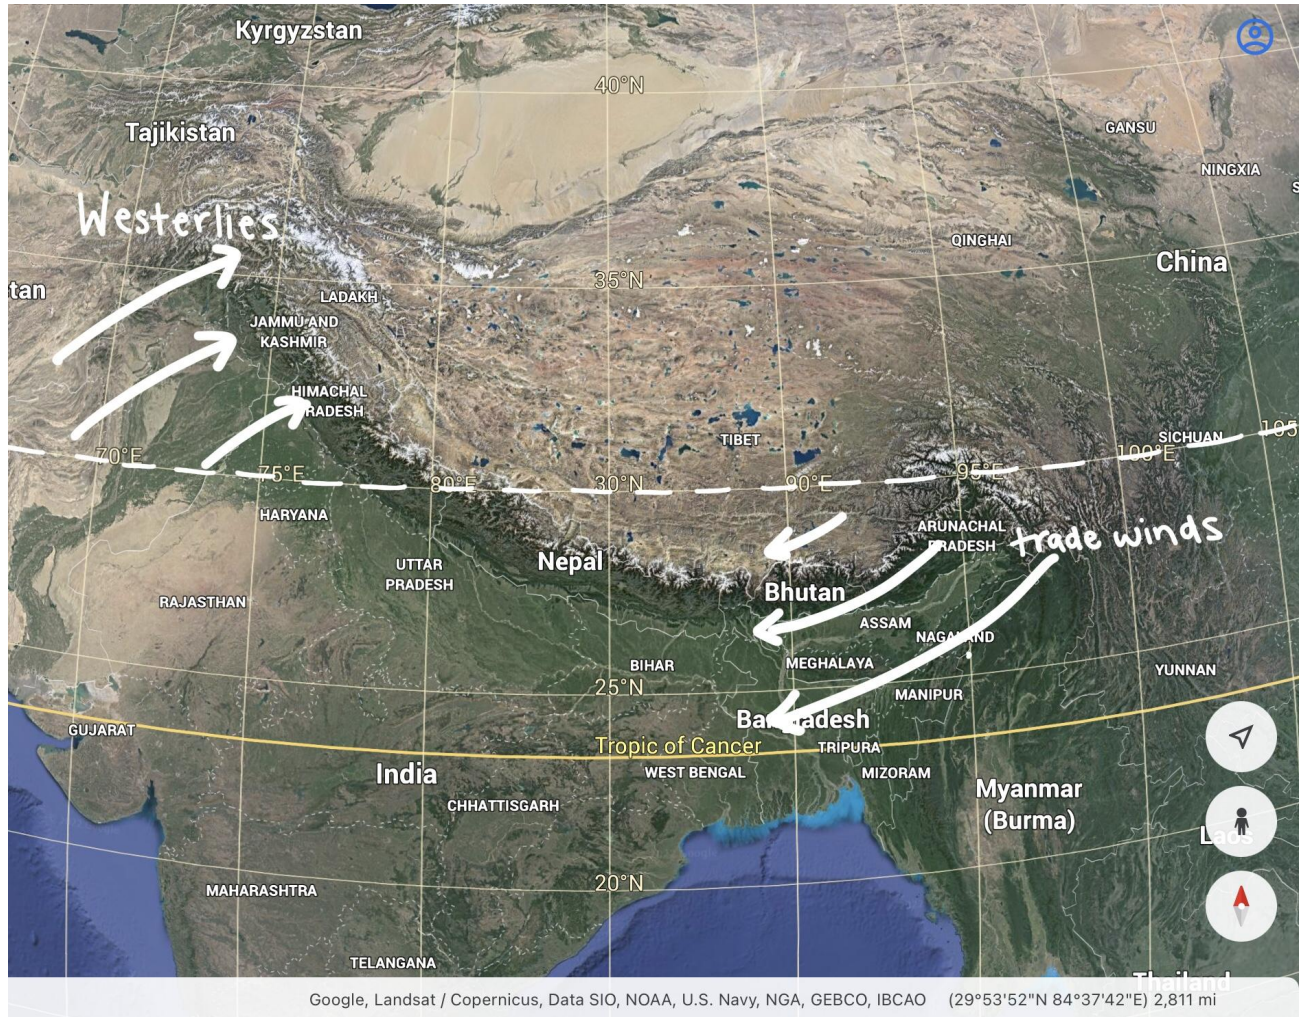 Kyrgyzstan
40°N
Tajikistan
GANSU
NINGXIA
S
Westerlies
QINGHAI
China
35°N
tan
LADAKH
JAMMU AND
KASHMIR
HIMACHAL
PRADESH
TIBET
SICHUAN
105
70°E
75°E
80°E
30°N
90°E
95°E
100°E
HARYANA
ARUNACHAL
PRADESH
trade winds
Nepal
UTTAR
PRADESH
Bhutan
RAJASTHAN
ASSAM
NAGALAND
BIHAR
MEGHALAYA
YUNNAN
25°N
MANIPUR
GUJARAT
Bangladesh
Tropic of Cancer
TRIPURA
India
WEST BENGAL
MIZORAM
CHHATTISGARH
Myanmar
(Burma)
Laos
20°N
MAHARASHTRA
TELANGANA
Thailand
Google, Landsat / Copernicus, Data SIO, NOAA, U.S. Navy, NGA, GEBCO, IBCAO (29°53'52"N 84°37'42"E) 2,811 mi